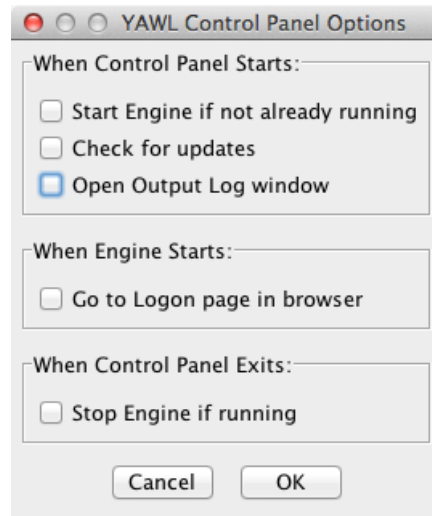 YAWL Control Panel Options
When Control Panel Starts:
Start Engine if not already running
Check for updates
Open Output Log window
When Engine Starts:
Go to Logon page in browser
When Control Panel Exits:
Stop Engine if running
Cancel OK